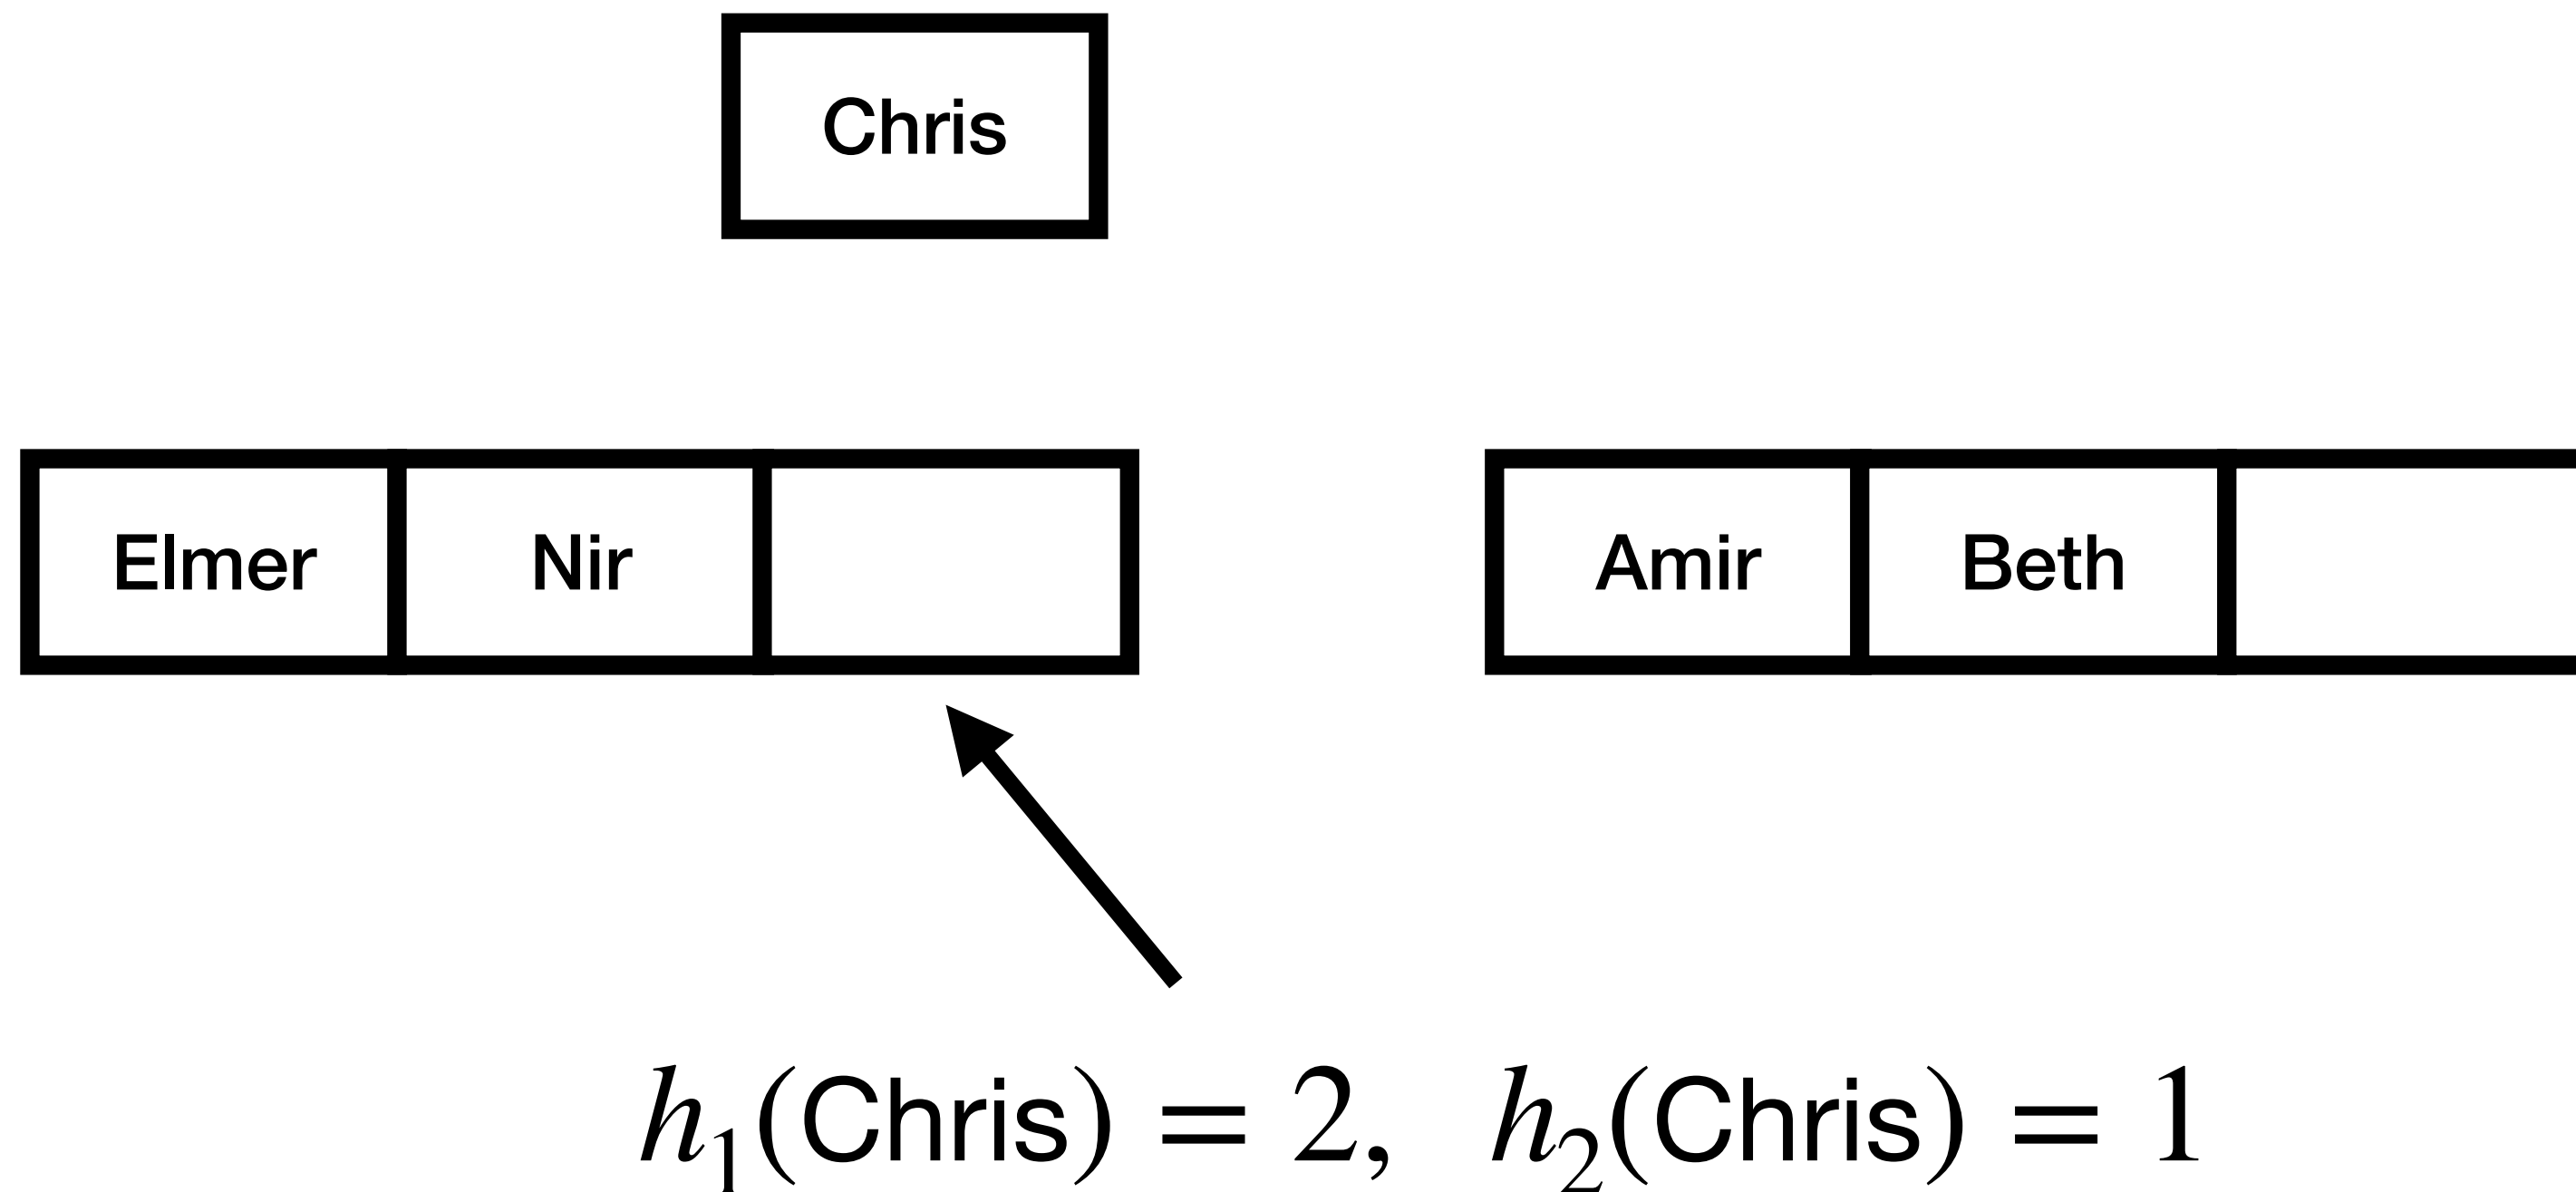 Chris
Elmer Nir Amir Beth
h₁(Chris) = 2, h₂(Chris) = 1